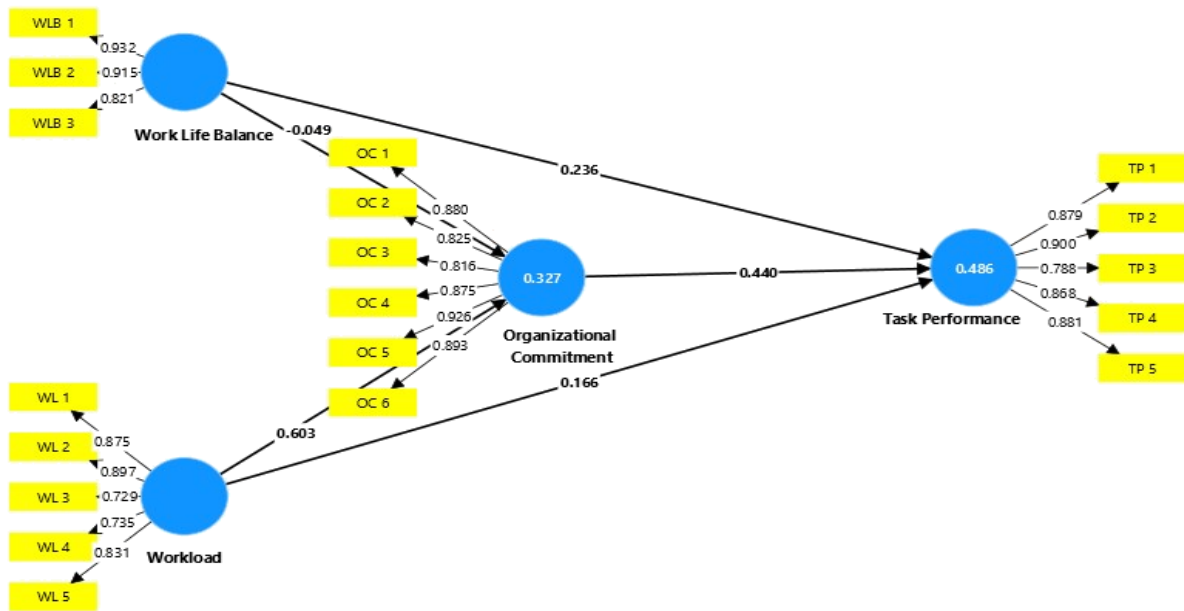 WLB 1
WLB 2
WLB 3
0.932
0.915
0.821
Work Life Balance
-0.049
0.236
OC 1
OC 2
OC 3
OC 4
OC 5
OC 6
0.880
0.825
0.816
0.875
0.926
0.893
0.327
Organizational
Commitment
0.440
0.486
Task Performance
0.879
0.900
0.788
0.868
0.881
TP 1
TP 2
TP 3
TP 4
TP 5
0.166
0.603
WL 1
WL 2
WL 3
WL 4
WL 5
0.875
0.897
0.729
0.735
0.831
Workload